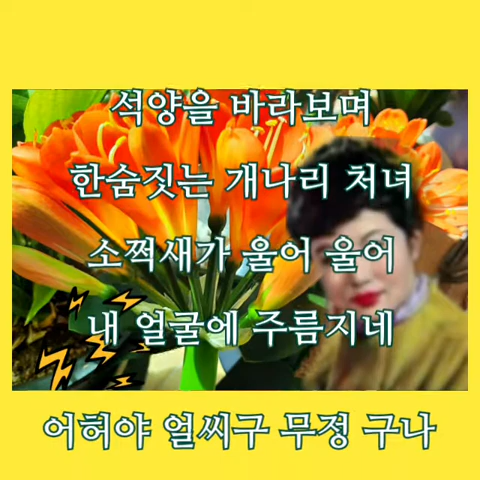 석양을 바라보며
한숨짓는 개나리 처녀
소쩍새가 울어 울어
내 얼굴에 주름지네
어허야 얼씨구 무정 구나